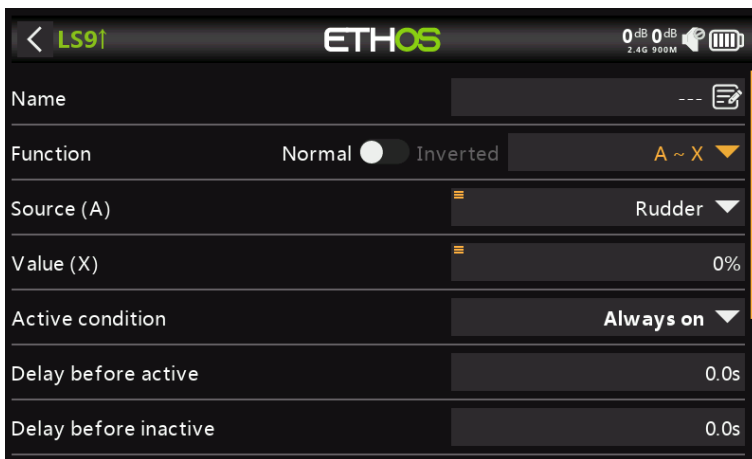 LS9↑ ETHOS 0dB 0dB
2.4G 900M
Name ---
Function Normal Inverted A ~ X
Source (A) Rudder
Value (X) 0%
Active condition Always on
Delay before active 0.0s
Delay before inactive 0.0s